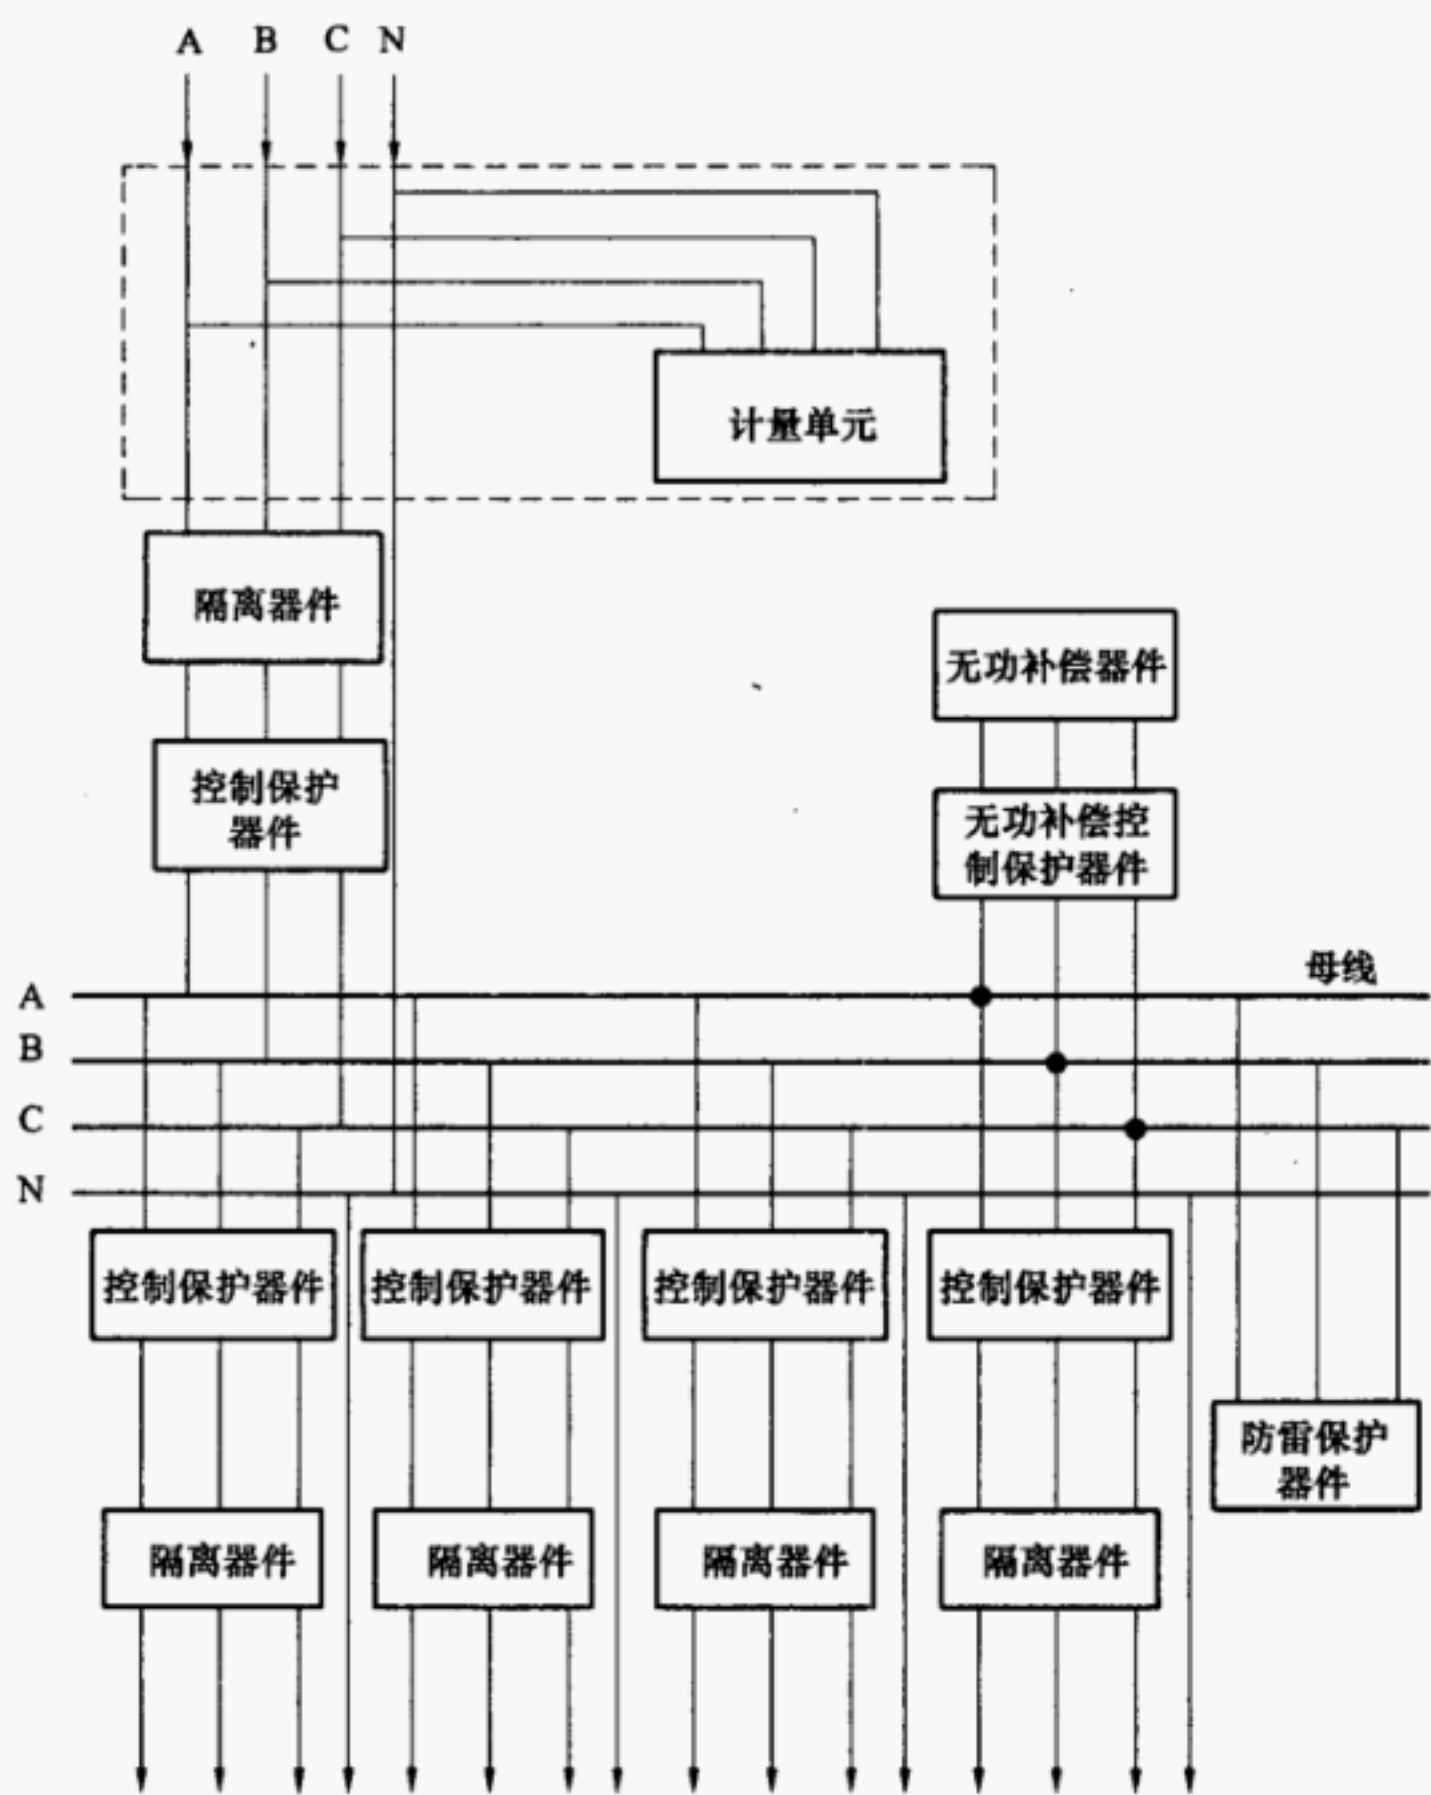 A B C N
计量单元
隔离器件
无功补偿器件
控制保护
器件
无功补偿控
制保护器件
母线
A
B
C
N
控制保护器件 控制保护器件 控制保护器件 控制保护器件
防雷保护
器件
隔离器件 隔离器件 隔离器件 隔离器件